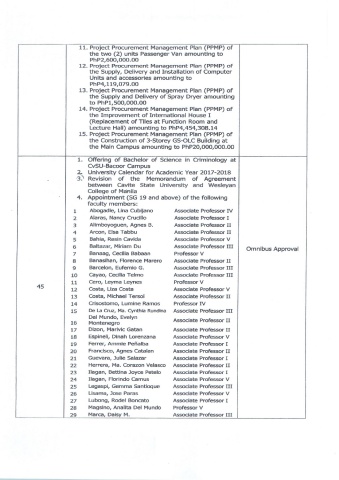 11. Project Procurement Management Plan (PPMP) of
the two (2) units Passenger Van amounting to
PhP2,600,000.00
12. Project Procurement Management Plan (PPMP) of
the Supply, Delivery and Installation of Computer
Units and accessories amounting to
PhP4,119,079.00
13. Project Procurement Management Plan (PPMP) of
the Supply and Delivery of Spray Dryer amounting
to PhP1,500,000.00
14. Project Procurement Management Plan (PPMP) of
the Improvement of International House I
(Replacement of Tiles at Function Room and
Lecture Hall) amounting to PhP4,454,308.14
15. Project Procurement Management Plan (PPMP) of
the Construction of 3-Storey GS-OLC Building at
the Main Campus amounting to PhP20,000,000.00
45
1. Offering of Bachelor of Science in Criminology at
CvSU-Bacoor Campus
2. University Calendar for Academic Year 2017-2018
3. Revision of the Memorandum of Agreement
between Cavite State University and Wesleyan
College of Manila
4. Appointment (SG 19 and above) of the following
faculty members:
1 Abogadie, Lina Cubijano Associate Professor IV
2 Alaras, Nancy Crucillo Associate Professor I
3 Alimboyoguen, Agnes B. Associate Professor II
4 Arcon, Elsa Tabbu Associate Professor II
5 Bahia, Resin Cavida Associate Professor V
6 Baltazar, Miriam Du Associate Professor III
7 Banaag, Cecilia Babaan Professor V
8 Banasihan, Florence Marero Associate Professor II
9 Barcelon, Eufemio G. Associate Professor III
10 Cayao, Cecilia Telmo Associate Professor III
11 Cero, Leyma Leynes Professor V
12 Costa, Liza Costa Associate Professor V
13 Costa, Michael Tersol Associate Professor II
14 Crisostomo, Lumine Ramos Professor IV
15 De La Cruz, Ma. Cynthia Rundina Associate Professor III
16 Del Mundo, Evelyn Montenegro Associate Professor II
17 Dizon, Marivic Gatan Associate Professor II
18 Espineli, Dinah Lorenzana Associate Professor V
19 Ferrer, Amnde Peñalba Associate Professor I
20 Francisco, Agnes Catalan Associate Professor II
21 Guevara, Julie Salazar Associate Professor I
22 Herrera, Ma. Corazon Velasco Associate Professor II
23 Ilagan, Bettina Joyce Patelo Associate Professor I
24 Ilagan, Florindo Camus Associate Professor V
25 Legaspi, Gemma Santioque Associate Professor III
26 Lisama, Jose Paras Associate Professor V
27 Lubong, Rodel Boncato Associate Professor I
28 Magsino, Analita Del Mundo Professor V
29 Marca, Daisy M. Associate Professor III
Omnibus Approval